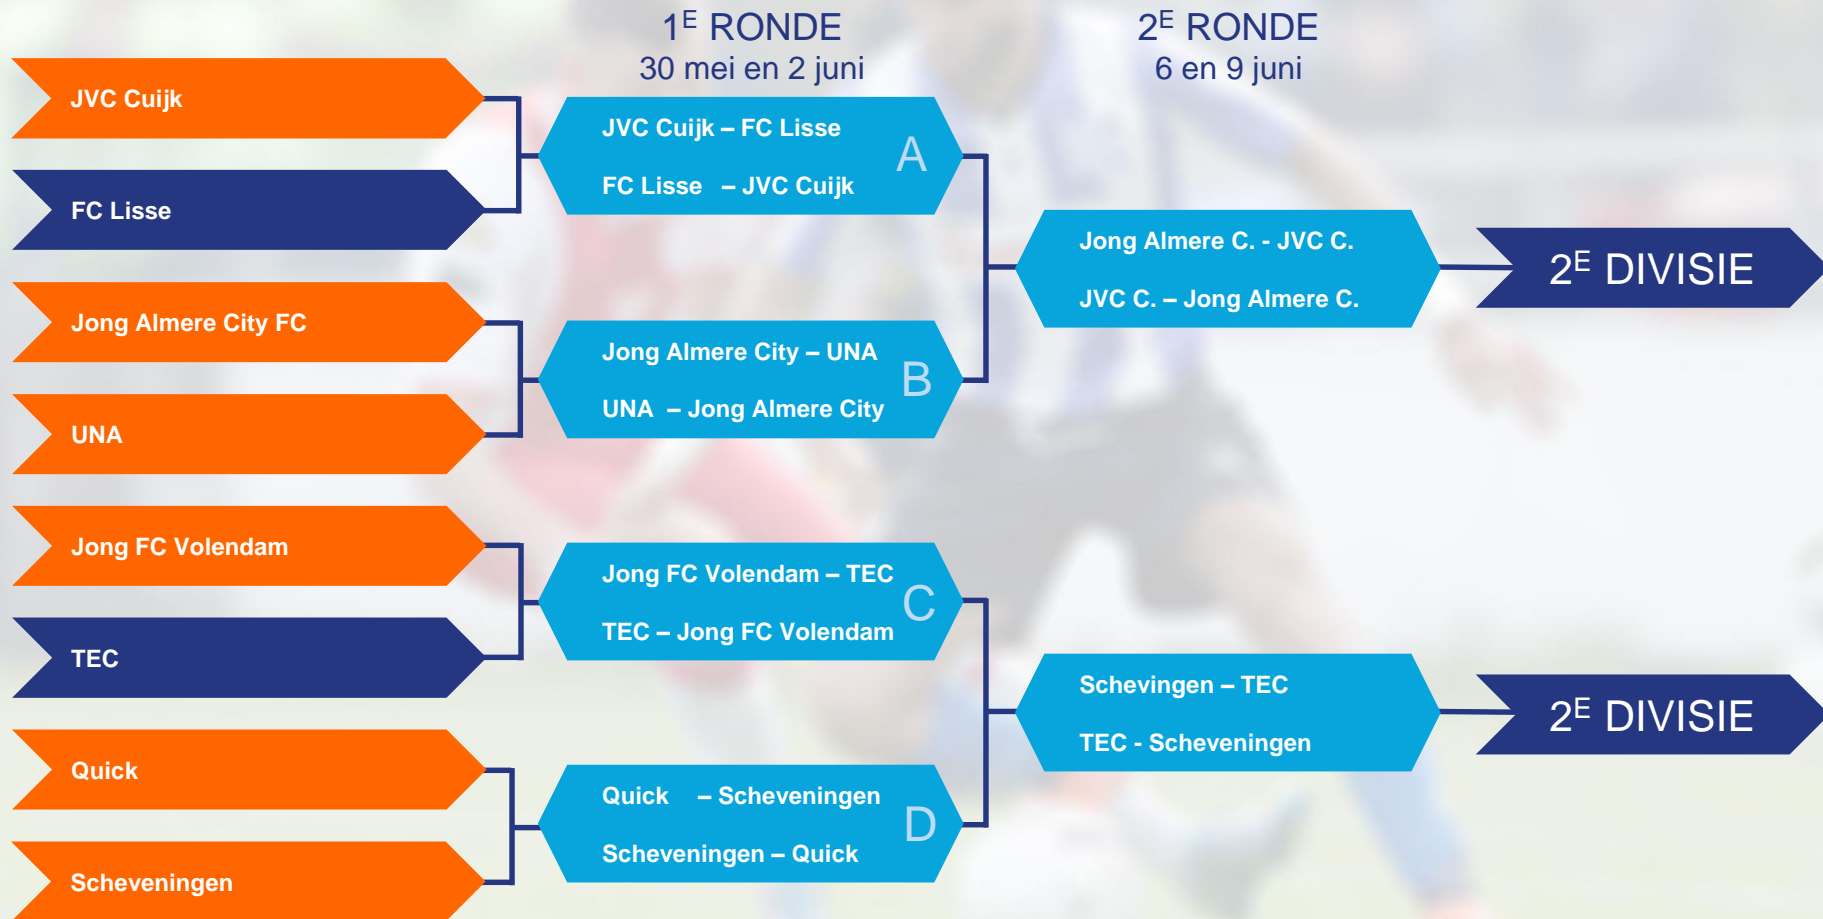 1E RONDE
30 mei en 2 juni
2E RONDE
6 en 9 juni
JVC Cuijk
FC Lisse
Jong Almere City FC
UNA
Jong FC Volendam
TEC
Quick
Scheveningen
JVC Cuijk – FC Lisse
FC Lisse – JVC Cuijk
A
Jong Almere City – UNA
UNA – Jong Almere City
B
Jong FC Volendam – TEC
TEC – Jong FC Volendam
C
Quick – Scheveningen
Scheveningen – Quick
D
Jong Almere C. - JVC C.
JVC C. – Jong Almere C.
Schevingen – TEC
TEC - Scheveningen
2E DIVISIE
2E DIVISIE